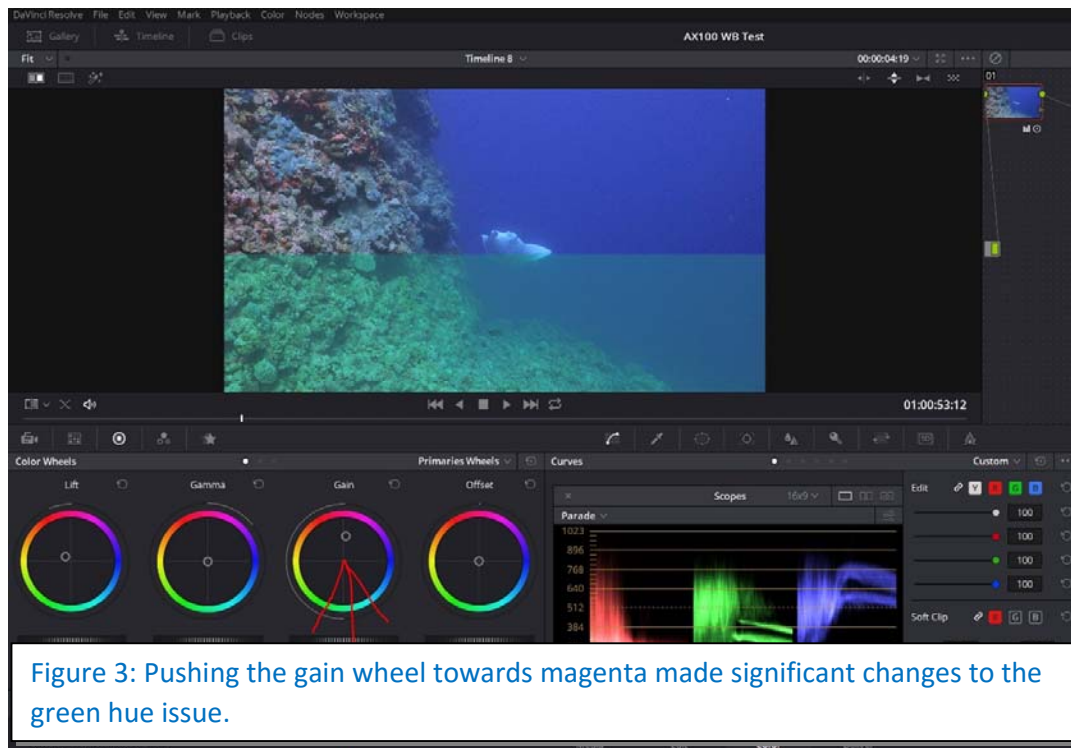 DaVinci Resolve File Edit View Mark Playback Color Nodes Workspace
Gallery Timeline Clips AX100 WB Test
Fit Timeline 8 00:00:04:19
01
01:00:53:12
Color Wheels Primaries Wheels Curves Custom
Lift Gamma Gain Offset
Scopes 16x9
Edit Y R G B
Parade
1023
100
896
100
768
100
640
100
512
Soft Clip R G B
384
Figure 3: Pushing the gain wheel towards magenta made significant changes to the
green hue issue.